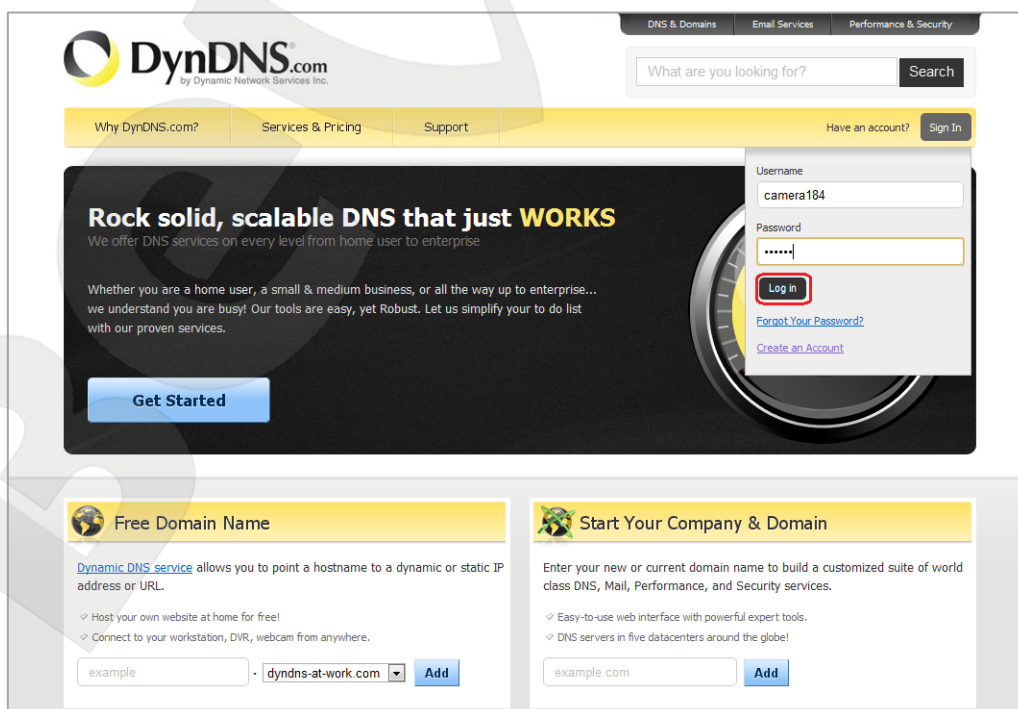 DNS & Domains Email Services Performance & Security
DynDNS.com
by Dynamic Network Services Inc.
What are you looking for? Search
Why DynDNS.com? Services & Pricing Support Have an account? Sign In
Username
camera184
Password
••••••
Log in
Forgot Your Password?
Create an Account
Rock solid, scalable DNS that just WORKS
We offer DNS services on every level from home user to enterprise
Whether you are a home user, a small & medium business, or all the way up to enterprise...
we understand you are busy! Our tools are easy, yet Robust. Let us simplify your to do list
with our proven services.
Get Started
Free Domain Name
Dynamic DNS service allows you to point a hostname to a dynamic or static IP
address or URL.
Host your own website at home for free!
Connect to your workstation, DVR, webcam from anywhere.
example . dyndns-at-work.com Add
Start Your Company & Domain
Enter your new or current domain name to build a customized suite of world
class DNS, Mail, Performance, and Security services.
Easy-to-use web interface with powerful expert tools.
DNS servers in five datacenters around the globe!
example.com Add